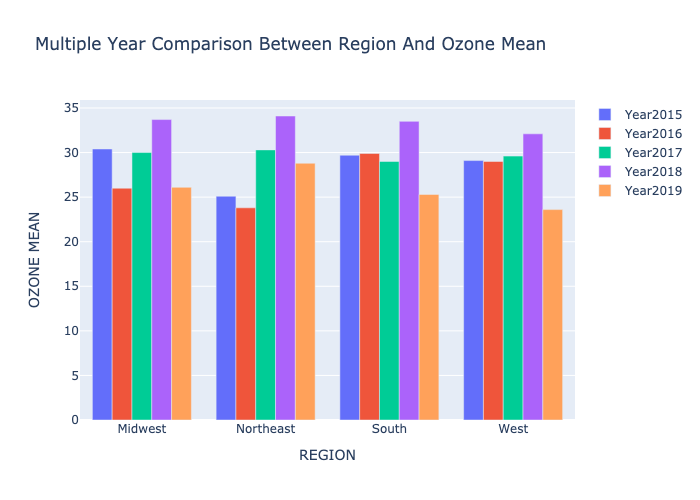 Multiple Year Comparison Between Region And Ozone Mean
Year2015
Year2016
Year2017
Year2018
Year2019
OZONE MEAN
35
30
25
20
15
10
5
0
Midwest Northeast South West
REGION